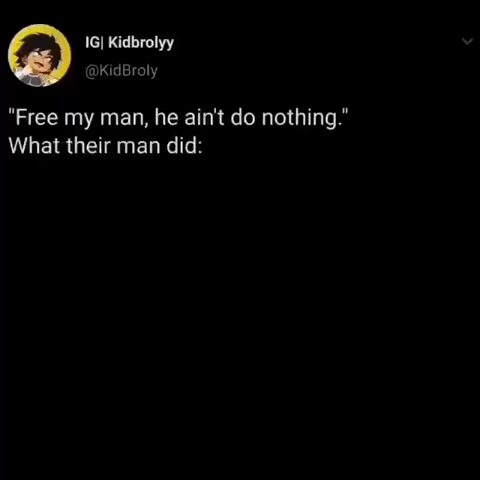 IG| Kidbrolyy
@KidBroly
"Free my man, he ain't do nothing."
What their man did: